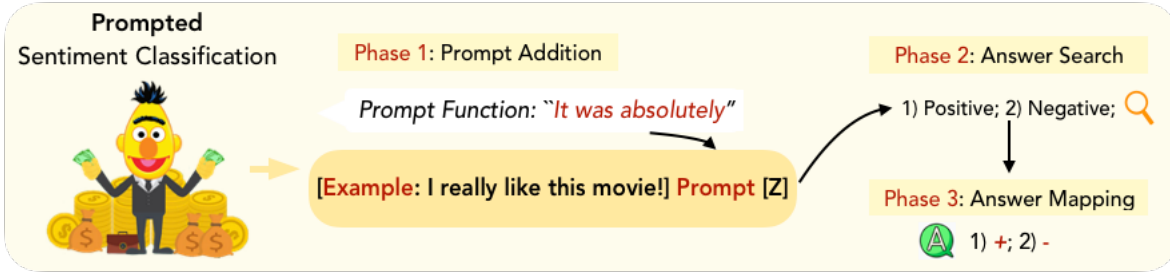 Prompted
Sentiment Classification
Phase 1: Prompt Addition
Prompt Function: ``It was absolutely”
[Example: I really like this movie!] Prompt [Z]
Phase 2: Answer Search
1) Positive; 2) Negative;
Phase 3: Answer Mapping
A 1) +; 2) -
$ $ $ $